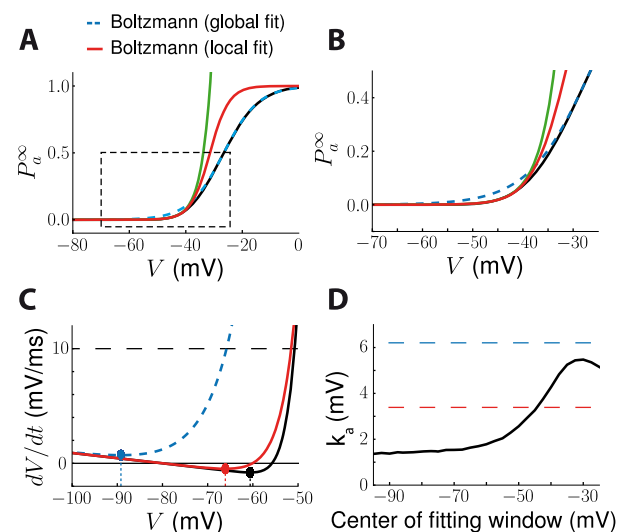 Boltzmann (global fit)
Boltzmann (local fit)
A
B
1.0
0.5
0.0
P_a^∞
-80 -60 -40 -20 0
V (mV)
0.4
0.2
0.0
P_a^∞
-70 -60 -50 -40 -30
V (mV)
C
D
10
0
dV/dt (mV/ms)
-100 -90 -80 -70 -60 -50
V (mV)
6
4
2
0
k_a (mV)
-90 -70 -50 -30
Center of fitting window (mV)